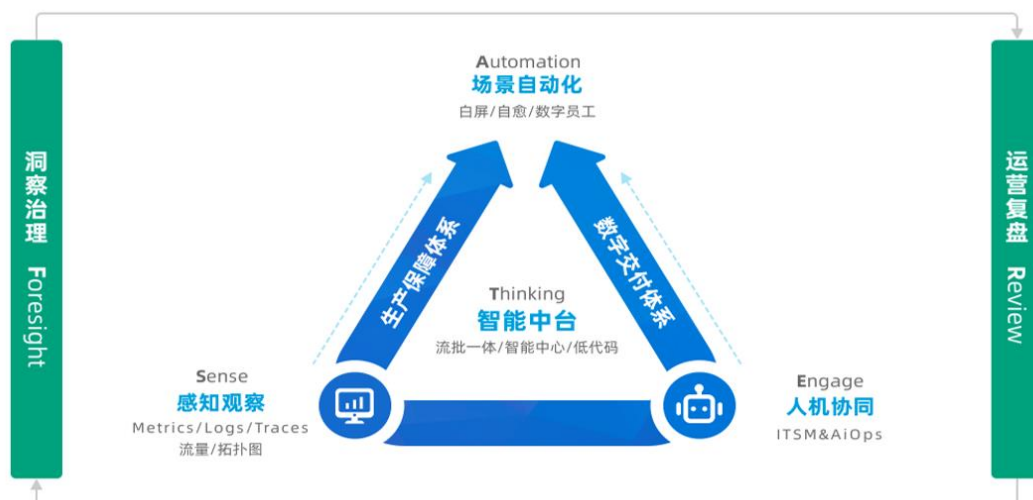 洞察治理 Foresight
Automation
场景自动化
白屏/自愈/数字员工
生产保障体系
数字交付体系
Thinking
智能中台
流批一体/智能中心/低代码
Sense
感知观察
Metrics/Logs/Traces
流量/拓扑图
Engage
人机协同
ITSM&AiOps
运营复盘 Review